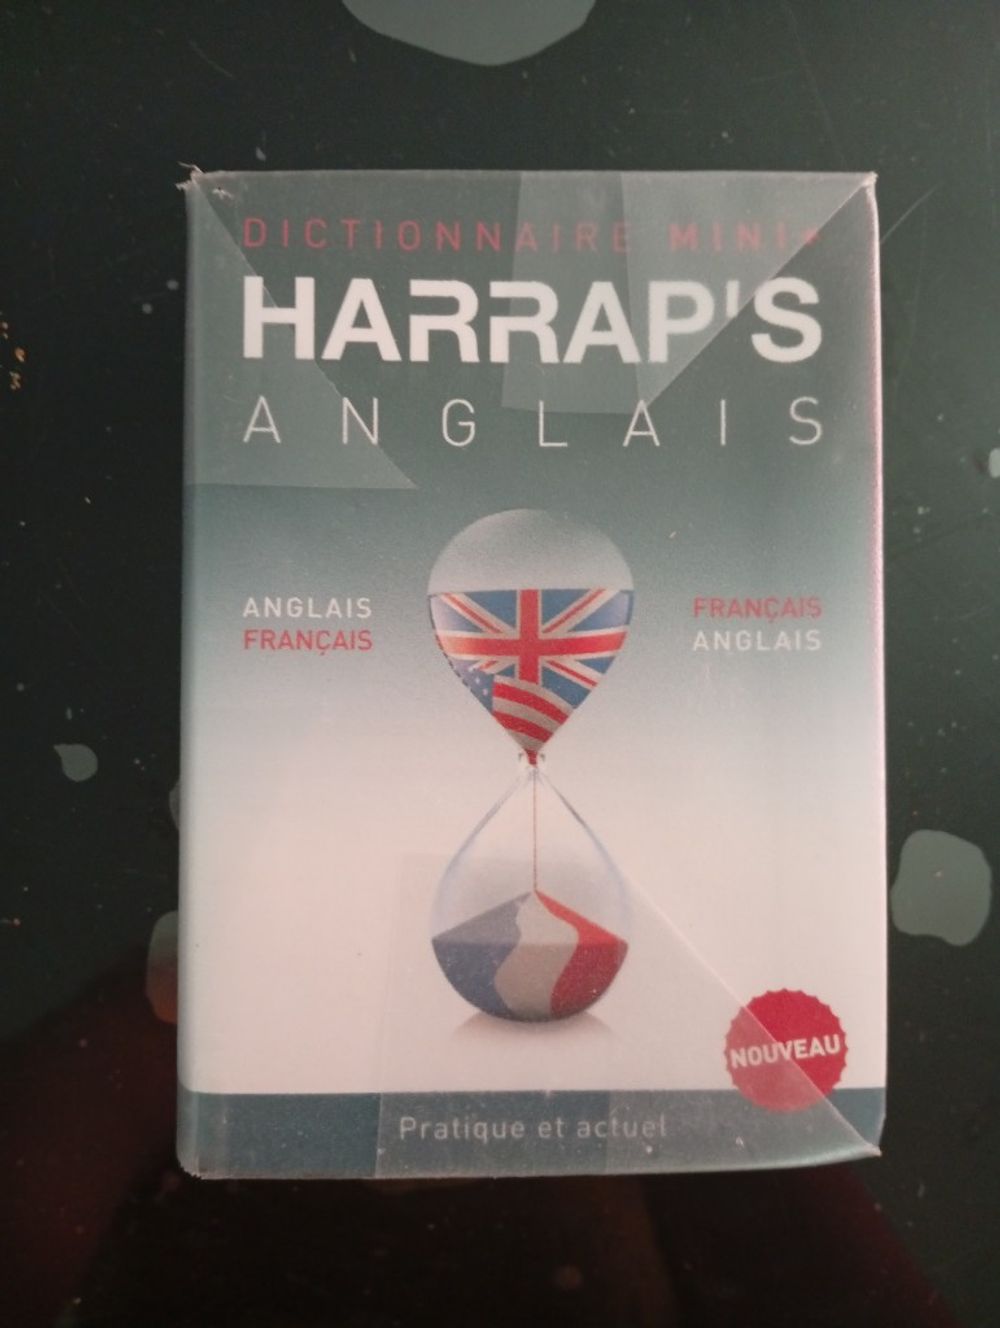 DICTIONNAIRE MINI+
HARRAP'S
ANGLAIS
ANGLAIS
FRANÇAIS
FRANÇAIS
ANGLAIS
NOUVEAU
Pratique et actuel